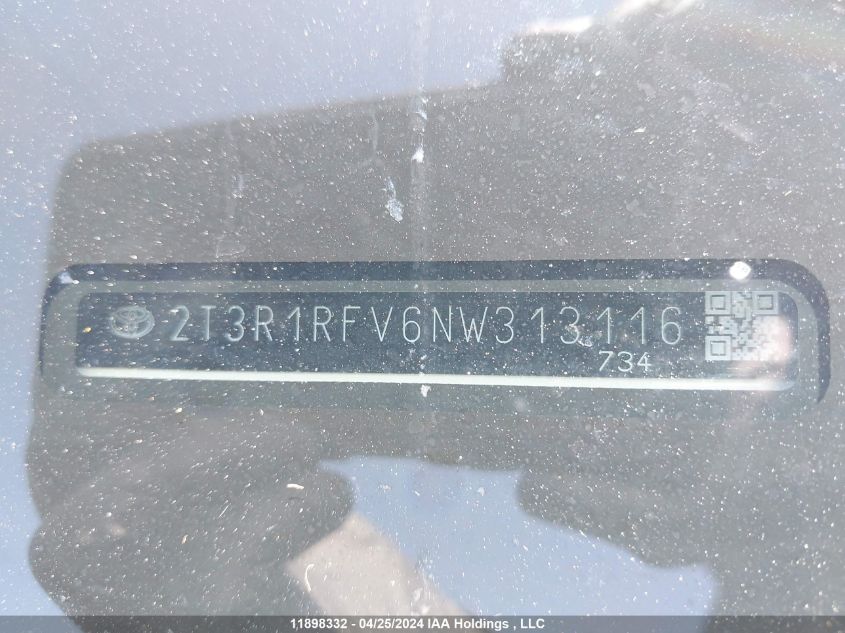 2T3R1RFV6NW313116
734
11898332 - 04/25/2024 IAA Holdings , LLC